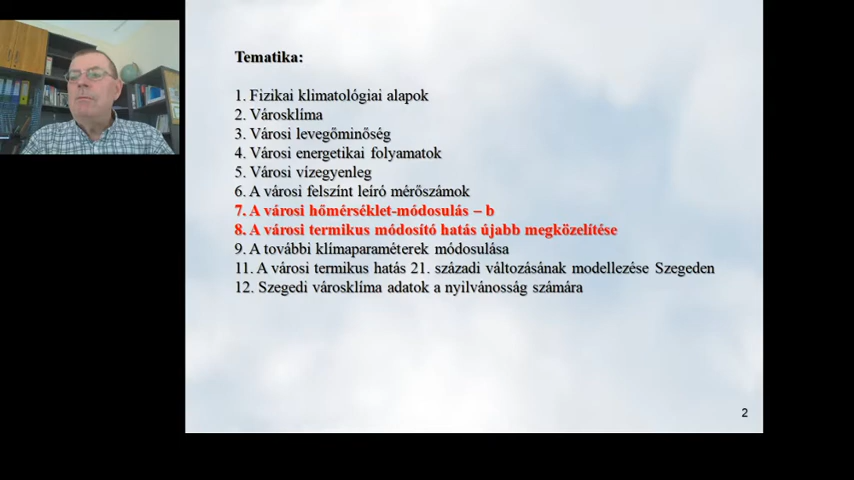 Tematika:
1. Fizikai klimatológiai alapok
2. Városklíma
3. Városi levegőminőség
4. Városi energetikai folyamatok
5. Városi vízegyenleg
6. A városi felszínt leíró mérőszámok
7. A városi hőmérséklet-módosulás – b
8. A városi termikus módosító hatás újabb megközelítése
9. A további klímaparaméterek módosulása
11. A városi termikus hatás 21. századi változásának modellezése Szegeden
12. Szegedi városklíma adatok a nyilvánosság számára
2